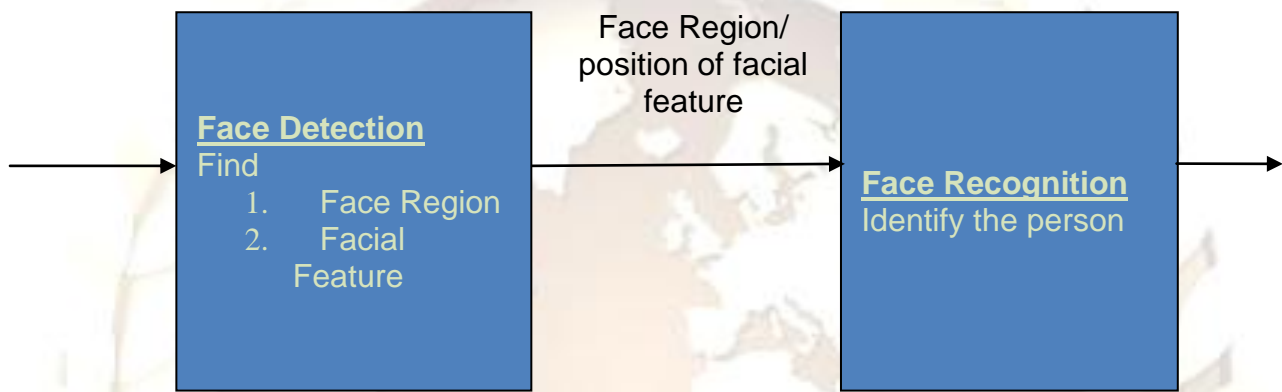 Face Detection
Find
1. Face Region
2. Facial
Feature
Face Region/
position of facial
feature
Face Recognition
Identify the person